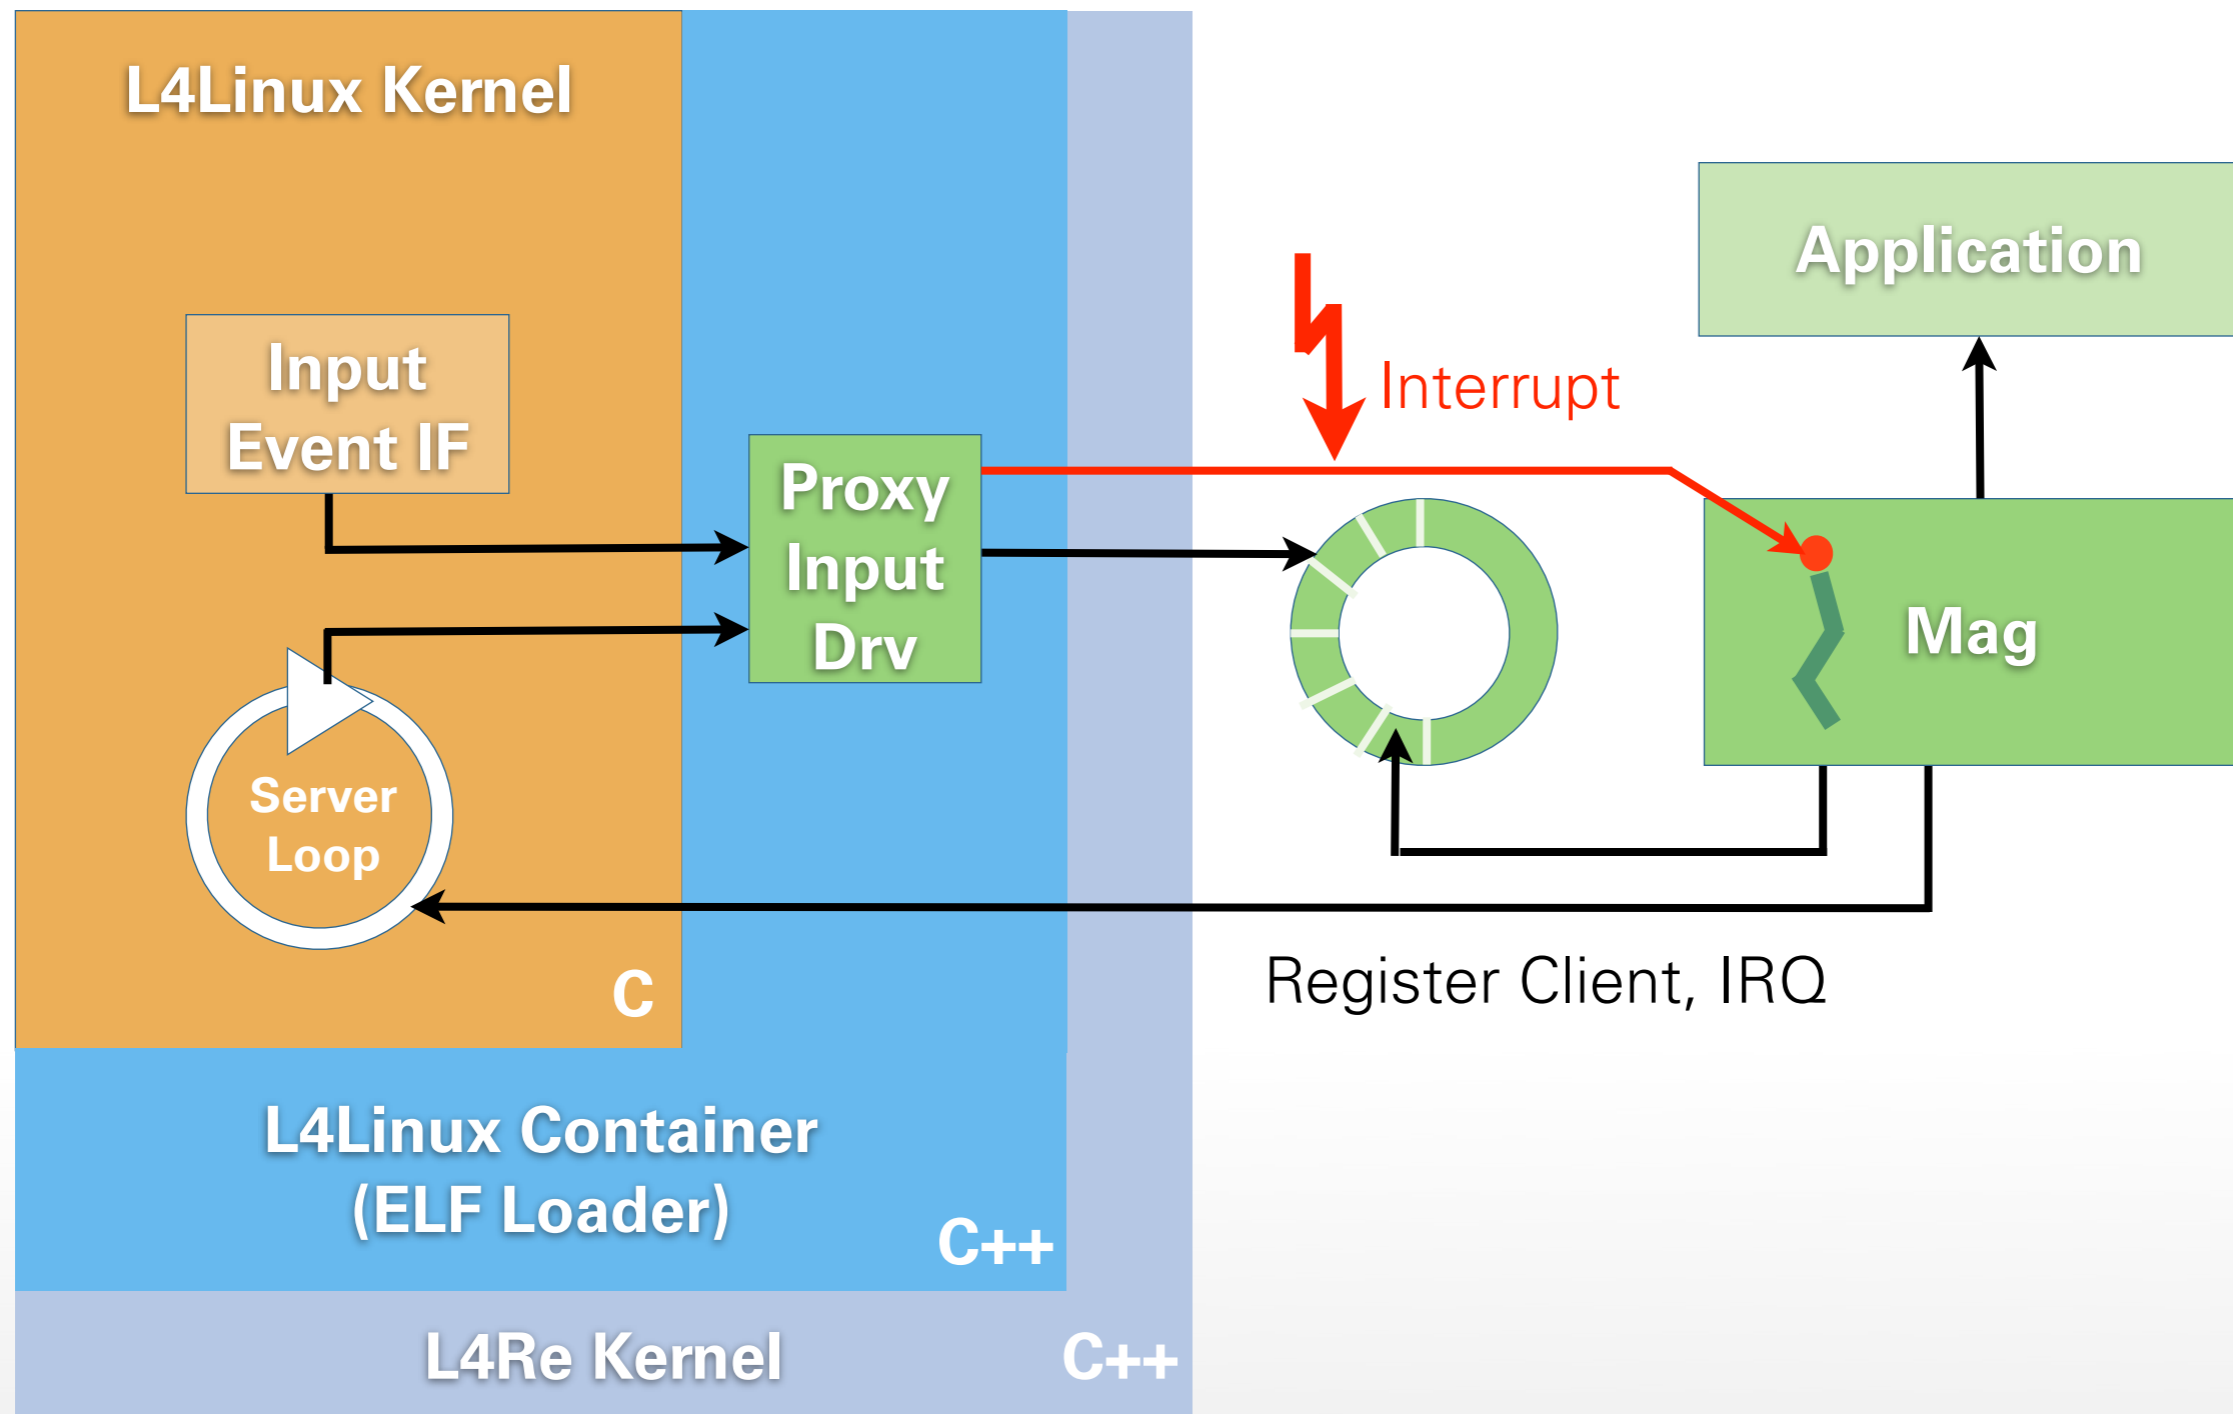 L4Linux Kernel
Input
Event IF
Server
Loop
C
Proxy
Input
Drv
Interrupt
Application
Mag
Register Client, IRQ
L4Linux Container
(ELF Loader)
C++
L4Re Kernel
C++